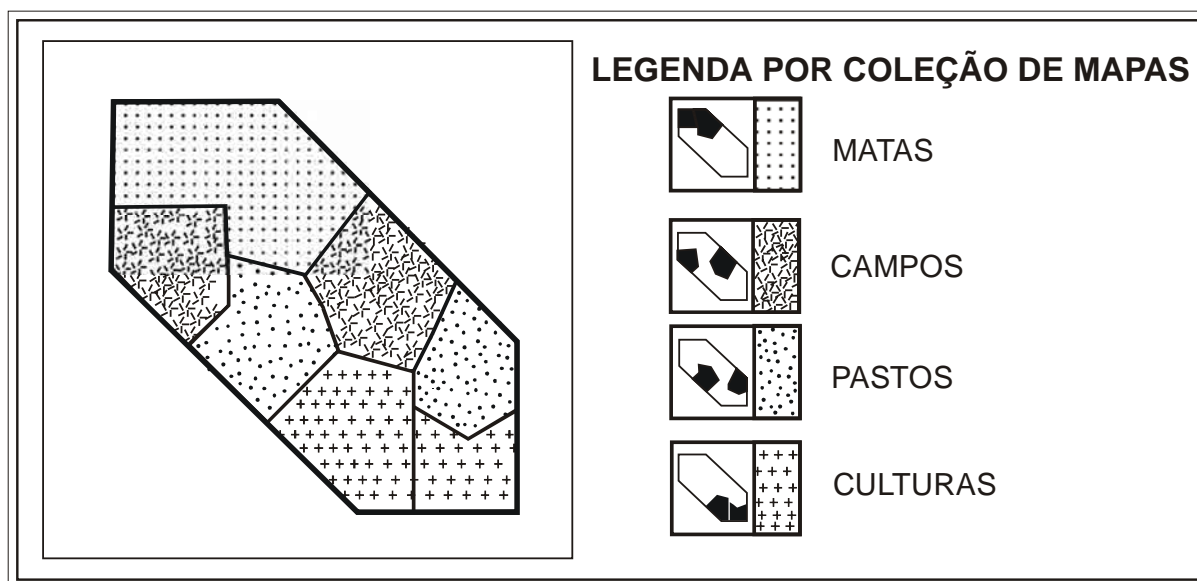 LEGENDA POR COLEÇÃO DE MAPAS
MATAS
CAMPOS
PASTOS
CULTURAS